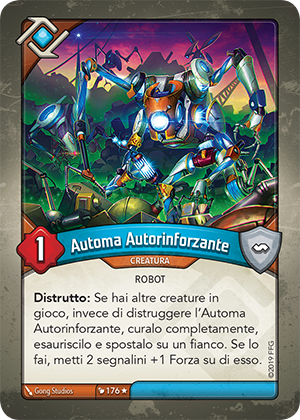 1
Automa Autorinforzante
CREATURA
ROBOT
Distrutto: Se hai altre creature in
gioco, invece di distruggere l'Automa
Autorinforzante, curalo completamente,
esauriscilo e spostalo su un fianco. Se lo
fai, metti 2 segnalini +1 Forza su di esso.
©2019 FFG
Gong Studios
176★